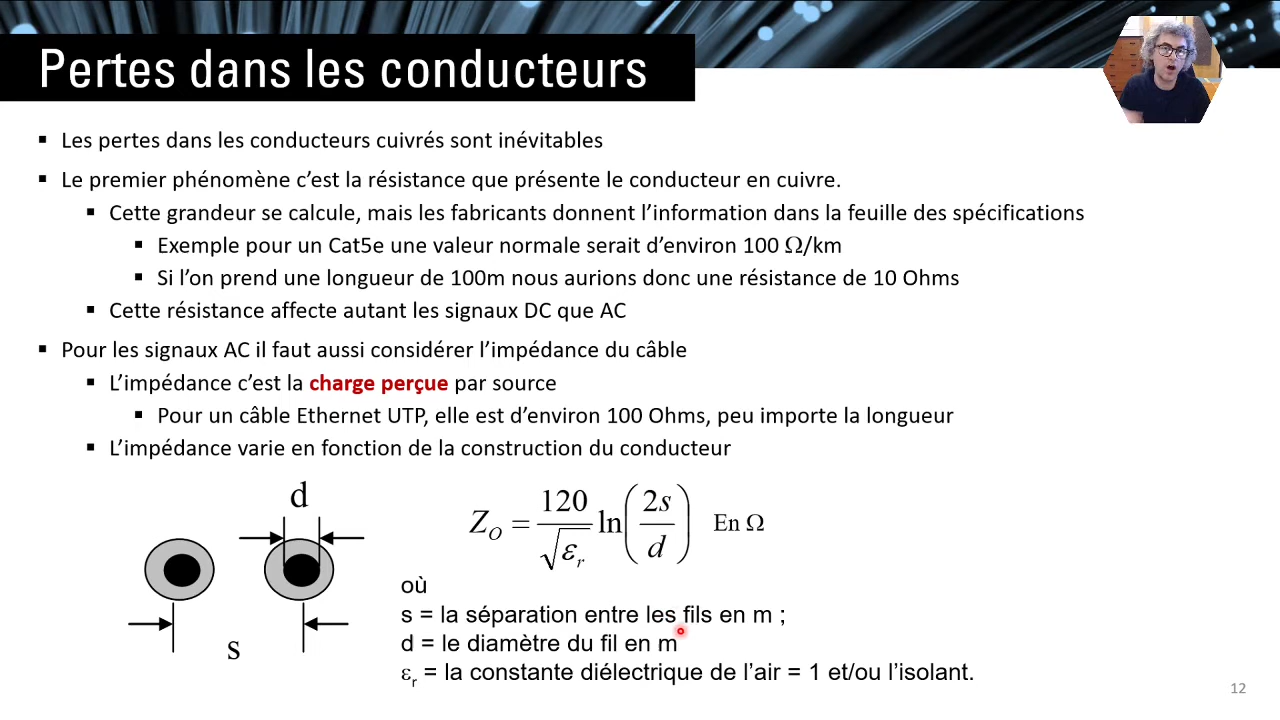 Pertes dans les conducteurs
▪ Les pertes dans les conducteurs cuivrés sont inévitables
▪ Le premier phénomène c’est la résistance que présente le conducteur en cuivre.
▪ Cette grandeur se calcule, mais les fabricants donnent l’information dans la feuille des spécifications
▪ Exemple pour un Cat5e une valeur normale serait d’environ 100 Ω/km
▪ Si l’on prend une longueur de 100m nous aurions donc une résistance de 10 Ohms
▪ Cette résistance affecte autant les signaux DC que AC
▪ Pour les signaux AC il faut aussi considérer l’impédance du câble
▪ L’impédance c’est la charge perçue par source
▪ Pour un câble Ethernet UTP, elle est d’environ 100 Ohms, peu importe la longueur
▪ L’impédance varie en fonction de la construction du conducteur
d
s
Z_O = 120/√ε_r ln(2s/d) En Ω
où
s = la séparation entre les fils en m ;
d = le diamètre du fil en m
ε_r = la constante diélectrique de l’air = 1 et/ou l’isolant.
12